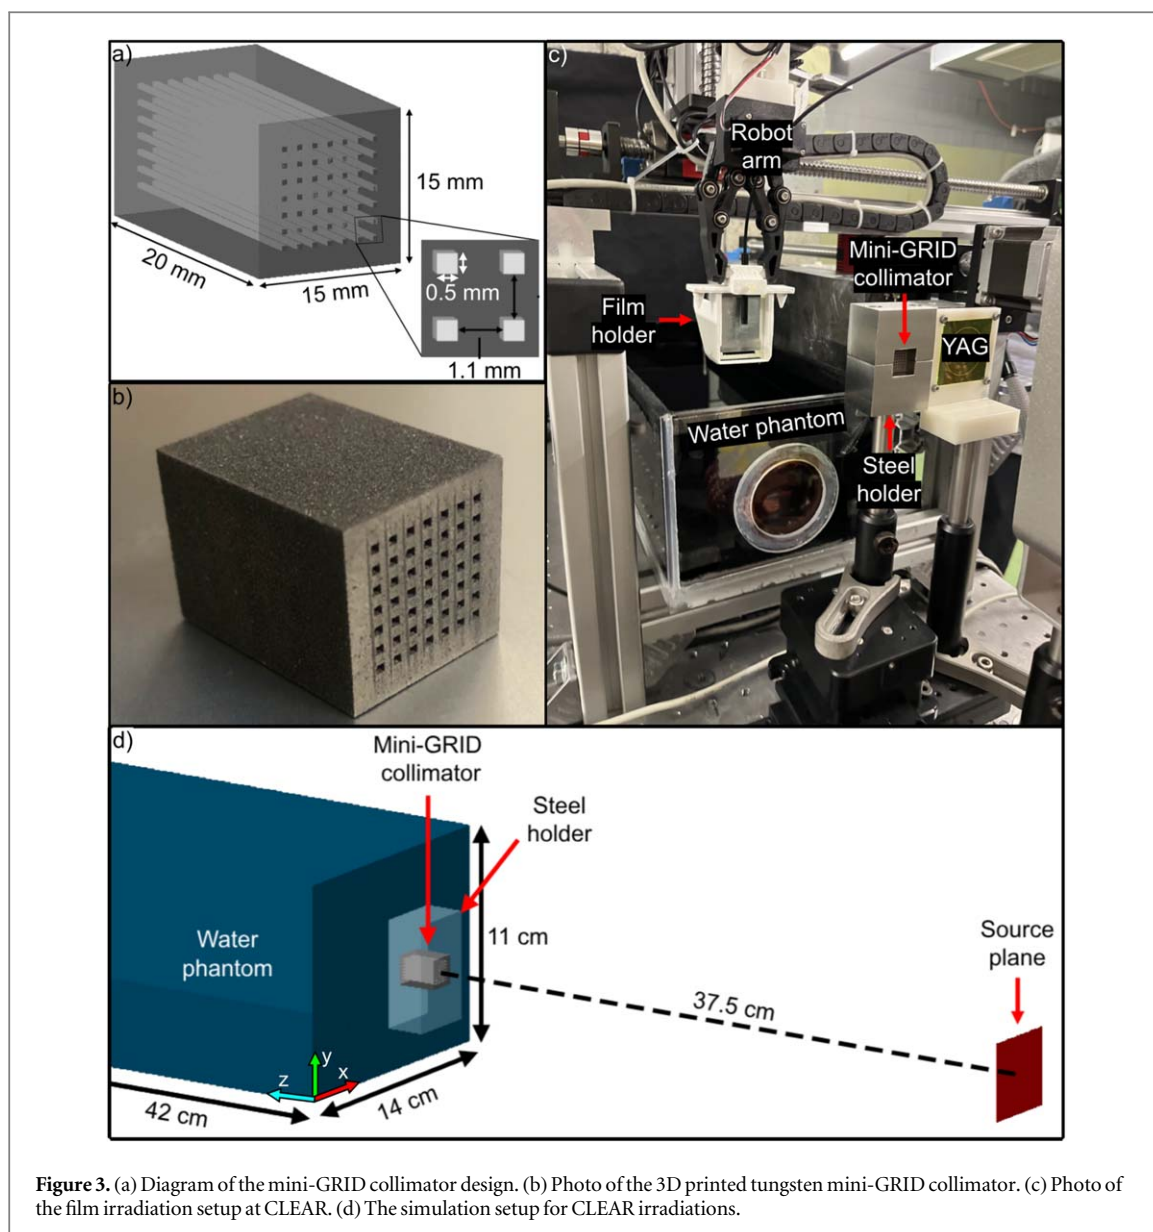 a)
15 mm
20 mm
15 mm
0.5 mm
1.1 mm
b)
c)
Robot
arm
Mini-GRID
collimator
Film
holder
YAG
Water phantom
Steel
holder
d)
Mini-GRID
collimator
Steel
holder
Water
phantom
11 cm
Source
plane
37.5 cm
y
z
x
14 cm
42 cm
Figure 3. (a) Diagram of the mini-GRID collimator design. (b) Photo of the 3D printed tungsten mini-GRID collimator. (c) Photo of
the film irradiation setup at CLEAR. (d) The simulation setup for CLEAR irradiations.